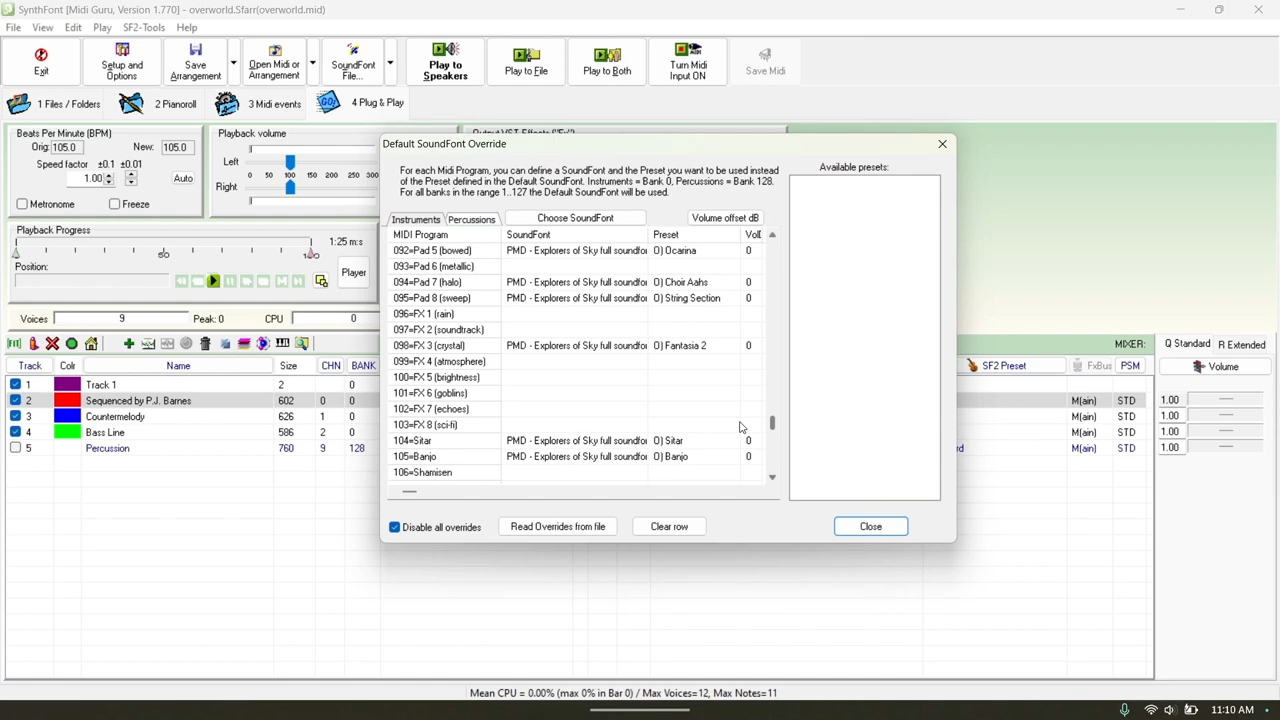 SynthFont [Midi Guru, Version 1.770] - overworld.Sfarr(overworld.mid)
File View Edit Play SF2-Tools Help
Exit
Setup and Options
Save Arrangement
Open Midi or Arrangement
SoundFont File...
Play to Speakers
Play to File
Play to Both
Turn Midi Input ON
Save Midi
1 Files / Folders 2 Pianoroll 3 Midi events GO! 4 Plug & Play
Beats Per Minute (BPM)
Orig: 105.0 New: 105.0
Speed factor ±0.1 ±0.01
1.00 Auto
Metronome Freeze
Playback volume
Left
0 50 100 150 200 250 300
Right
Playback Progress
1:25 m:s
0 50 100
Position:
Player
Voices 9 Peak: 0 CPU 0
Default SoundFont Override
For each Midi Program, you can define a SoundFont and the Preset you want to be used instead
of the Preset defined in the Default SoundFont. Instruments = Bank 0, Percussions = Bank 128.
For all banks in the range 1..127 the Default SoundFont will be used.
Available presets:
Instruments Percussions Choose SoundFont Volume offset dB
MIDI Program SoundFont Preset Vol
092=Pad 5 (bowed) PMD - Explorers of Sky full soundfor 0) Ocarina 0
093=Pad 6 (metallic)
094=Pad 7 (halo) PMD - Explorers of Sky full soundfor 0) Choir Aahs 0
095=Pad 8 (sweep) PMD - Explorers of Sky full soundfor 0) String Section 0
096=FX 1 (rain)
097=FX 2 (soundtrack)
098=FX 3 (crystal) PMD - Explorers of Sky full soundfor 0) Fantasia 2 0
099=FX 4 (atmosphere)
100=FX 5 (brightness)
101=FX 6 (goblins)
102=FX 7 (echoes)
103=FX 8 (sci-fi)
104=Sitar PMD - Explorers of Sky full soundfor 0) Sitar 0
105=Banjo PMD - Explorers of Sky full soundfor 0) Banjo 0
106=Shamisen
Disable all overrides Read Overrides from file Clear row Close
MIXER: Q Standard R Extended
Track Colr Name Size CHN BANK SF2 Preset FxBus PSM Volume
1 Track 1 2 0 M(ain) STD 1.00
2 Sequenced by P.J. Barnes 602 0 0 M(ain) STD 1.00
3 Countermelody 626 1 0 M(ain) STD 1.00
4 Bass Line 586 2 0 M(ain) STD 1.00
5 Percussion 760 9 128
Mean CPU = 0.00% (max 0% in Bar 0) / Max Voices=12, Max Notes=11
11:10 AM